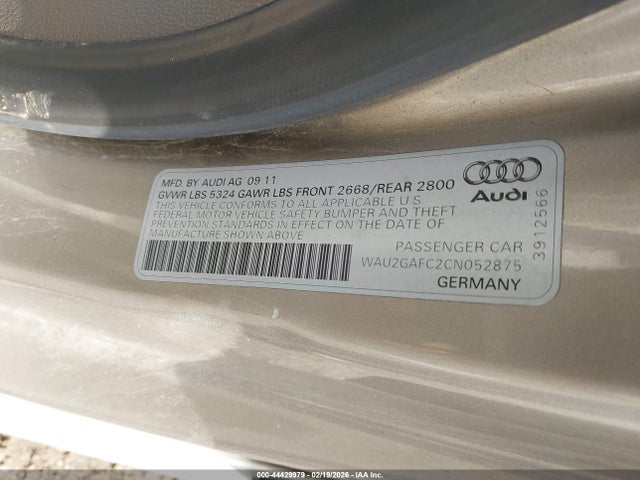 MFD. BY AUDI AG 09 11
GVWR LBS 5324 GAWR LBS FRONT 2668/REAR 2800
THIS VEHICLE CONFORMS TO ALL APPLICABLE U.S.
FEDERAL MOTOR VEHICLE SAFETY, BUMPER AND THEFT
PREVENTION STANDARDS IN EFFECT ON THE DATE OF
MANUFACTURE SHOWN ABOVE
Audi
PASSENGER CAR
WAU2GAFC2CN052875
GERMANY
3912566
000-44429979 - 02/19/2026 - IAA Inc.